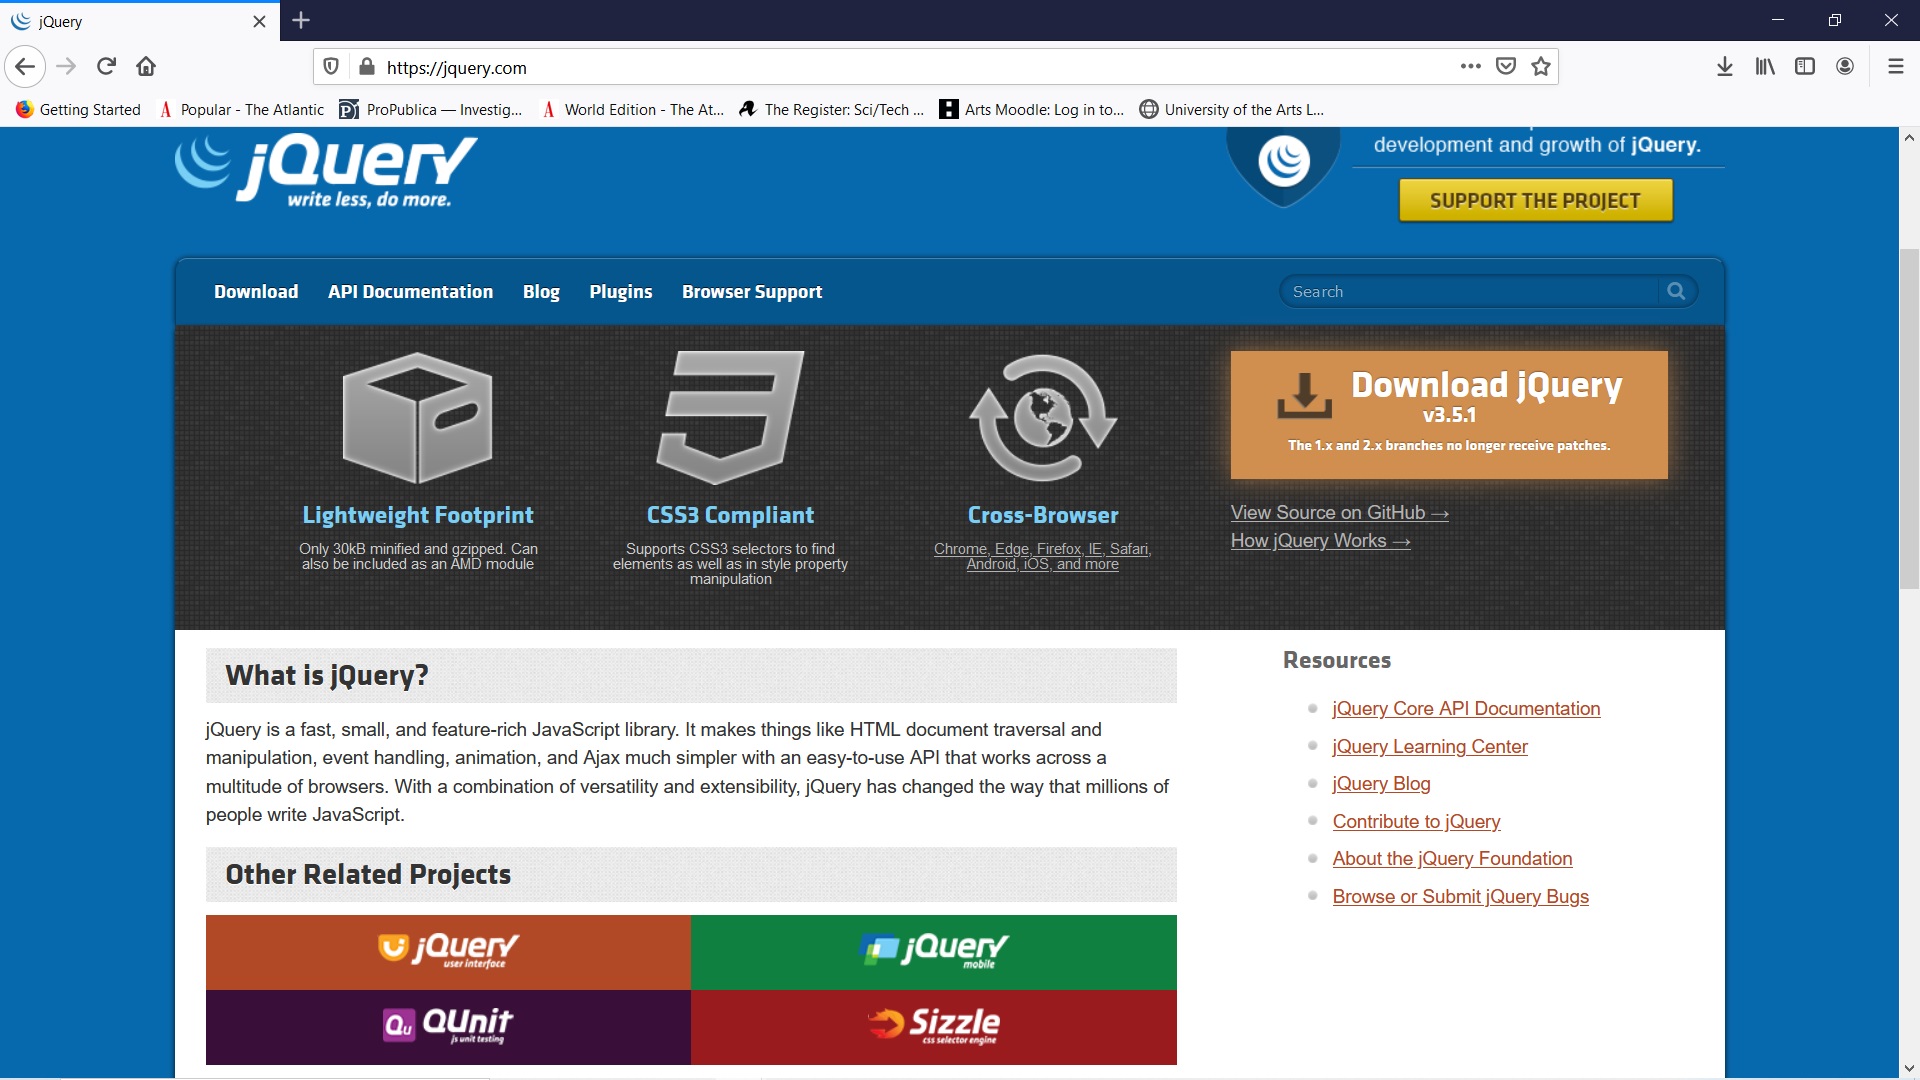 jQuery
https://jquery.com
Getting Started
Popular - The Atlantic
ProPublica — Investig...
World Edition - The At...
The Register: Sci/Tech ...
Arts Moodle: Log in to...
University of the Arts L...
jQuery
write less, do more.
development and growth of jQuery.
SUPPORT THE PROJECT
Download
API Documentation
Blog
Plugins
Browser Support
Search
Lightweight Footprint
Only 30kB minified and gzipped. Can
also be included as an AMD module
CSS3 Compliant
Supports CSS3 selectors to find
elements as well as in style property
manipulation
Cross-Browser
Chrome, Edge, Firefox, IE, Safari,
Android, iOS, and more
Download jQuery
v3.5.1
The 1.x and 2.x branches no longer receive patches.
View Source on GitHub →
How jQuery Works →
What is jQuery?
jQuery is a fast, small, and feature-rich JavaScript library. It makes things like HTML document traversal and
manipulation, event handling, animation, and Ajax much simpler with an easy-to-use API that works across a
multitude of browsers. With a combination of versatility and extensibility, jQuery has changed the way that millions of
people write JavaScript.
Other Related Projects
jQuery
user interface
jQuery
mobile
Qu QUnit
js unit testing
Sizzle
css selector engine
Resources
jQuery Core API Documentation
jQuery Learning Center
jQuery Blog
Contribute to jQuery
About the jQuery Foundation
Browse or Submit jQuery Bugs